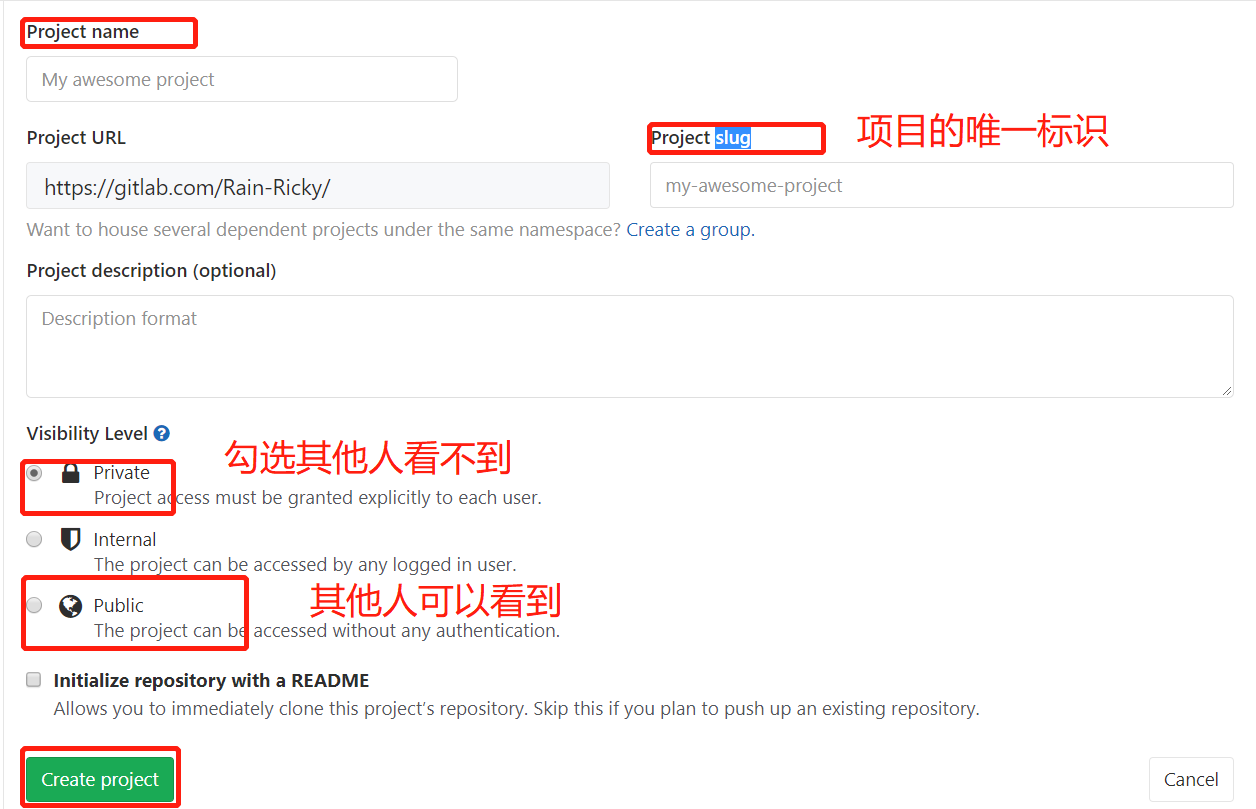 Project name
My awesome project
Project URL
Project slug
项目的唯一标识
https://gitlab.com/Rain-Ricky/
my-awesome-project
Want to house several dependent projects under the same namespace? Create a group.
Project description (optional)
Description format
Visibility Level ?
勾选其他人看不到
Private
Project access must be granted explicitly to each user.
Internal
The project can be accessed by any logged in user.
其他人可以看到
Public
The project can be accessed without any authentication.
Initialize repository with a README
Allows you to immediately clone this project’s repository. Skip this if you plan to push up an existing repository.
Create project
Cancel